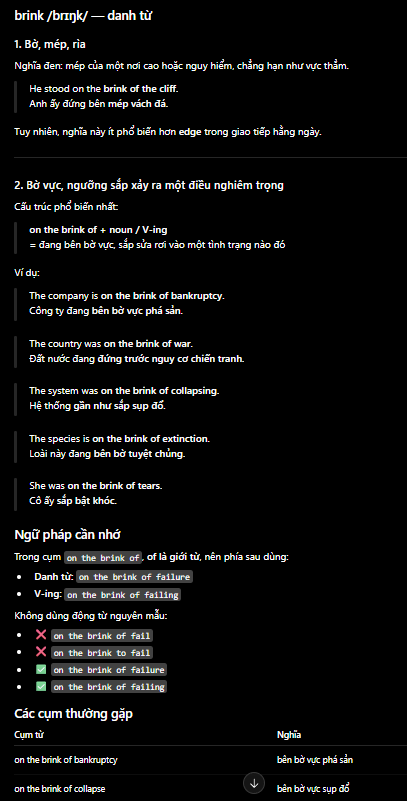 brink /brɪŋk/ — danh từ
1. Bờ, mép, rìa
Nghĩa đen: mép của một nơi cao hoặc nguy hiểm, chẳng hạn như vực thẳm.
He stood on the brink of the cliff.
Anh ấy đứng bên mép vách đá.
Tuy nhiên, nghĩa này ít phổ biến hơn edge trong giao tiếp hằng ngày.
2. Bờ vực, ngưỡng sắp xảy ra một điều nghiêm trọng
Cấu trúc phổ biến nhất:
on the brink of + noun / V-ing
= đang bên bờ vực, sắp sửa rơi vào một tình trạng nào đó
Ví dụ:
The company is on the brink of bankruptcy.
Công ty đang bên bờ vực phá sản.
The country was on the brink of war.
Đất nước đang đứng trước nguy cơ chiến tranh.
The system was on the brink of collapsing.
Hệ thống gần như sắp sụp đổ.
The species is on the brink of extinction.
Loài này đang bên bờ tuyệt chủng.
She was on the brink of tears.
Cô ấy sắp bật khóc.
Ngữ pháp cần nhớ
Trong cụm on the brink of, of là giới từ, nên phía sau dùng:
• Danh từ: on the brink of failure
• V-ing: on the brink of failing
Không dùng động từ nguyên mẫu:
• ❌ on the brink of fail
• ❌ on the brink to fail
• ✅ on the brink of failure
• ✅ on the brink of failing
Các cụm thường gặp
Cụm từ Nghĩa
on the brink of bankruptcy bên bờ vực phá sản
on the brink of collapse bên bờ vực sụp đổ